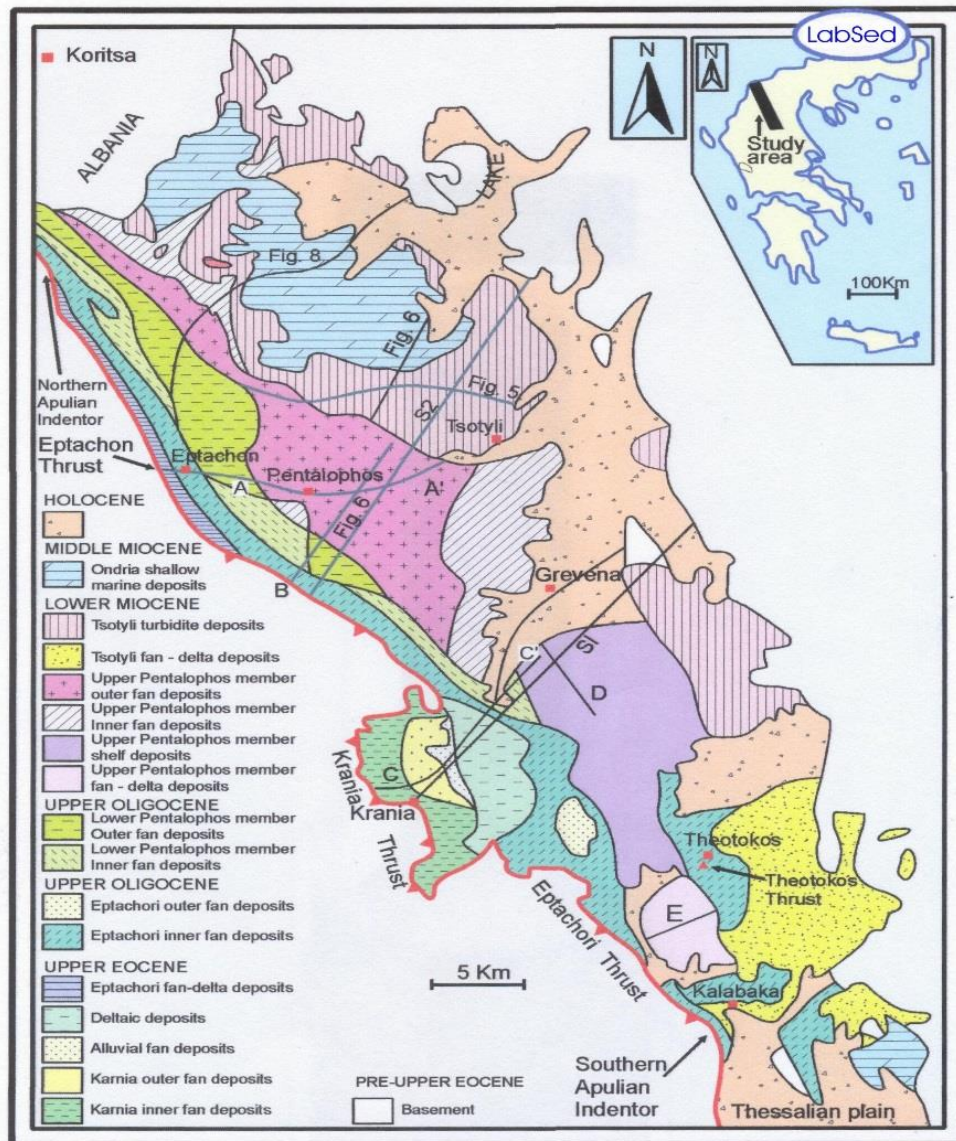 LabSed
Koritsa
N
N
ALBANIA
LAKE
Study
area
100Km
Fig. 8
Fig. 6
S2
Fig. 5
Tsotyli
Northern
Apulian
Indentor
Eptachon
Thrust
Eptachon
A
Pentalophos
A'
Fig. 6
B
Grevena
C'
S1
D
C
Krania
Krania
Thrust
Theotokos
Theotokos
Thrust
E
Eptachori Thrust
5 Km
Kalabaka
Southern
Apulian
Indentor
Thessalian plain
HOLOCENE
MIDDLE MIOCENE
Ondria shallow
marine deposits
LOWER MIOCENE
Tsotyli turbidite deposits
Tsotyli fan - delta deposits
Upper Pentalophos member
outer fan deposits
Upper Pentalophos member
Inner fan deposits
Upper Pentalophos member
shelf deposits
Upper Pentalophos member
fan - delta deposits
UPPER OLIGOCENE
Lower Pentalophos member
Outer fan deposits
Lower Pentalophos member
Inner fan deposits
UPPER OLIGOCENE
Eptachori outer fan deposits
Eptachori inner fan deposits
UPPER EOCENE
Eptachori fan-delta deposits
Deltaic deposits
Alluvial fan deposits
Karnia outer fan deposits
Karnia inner fan deposits
PRE-UPPER EOCENE
Basement